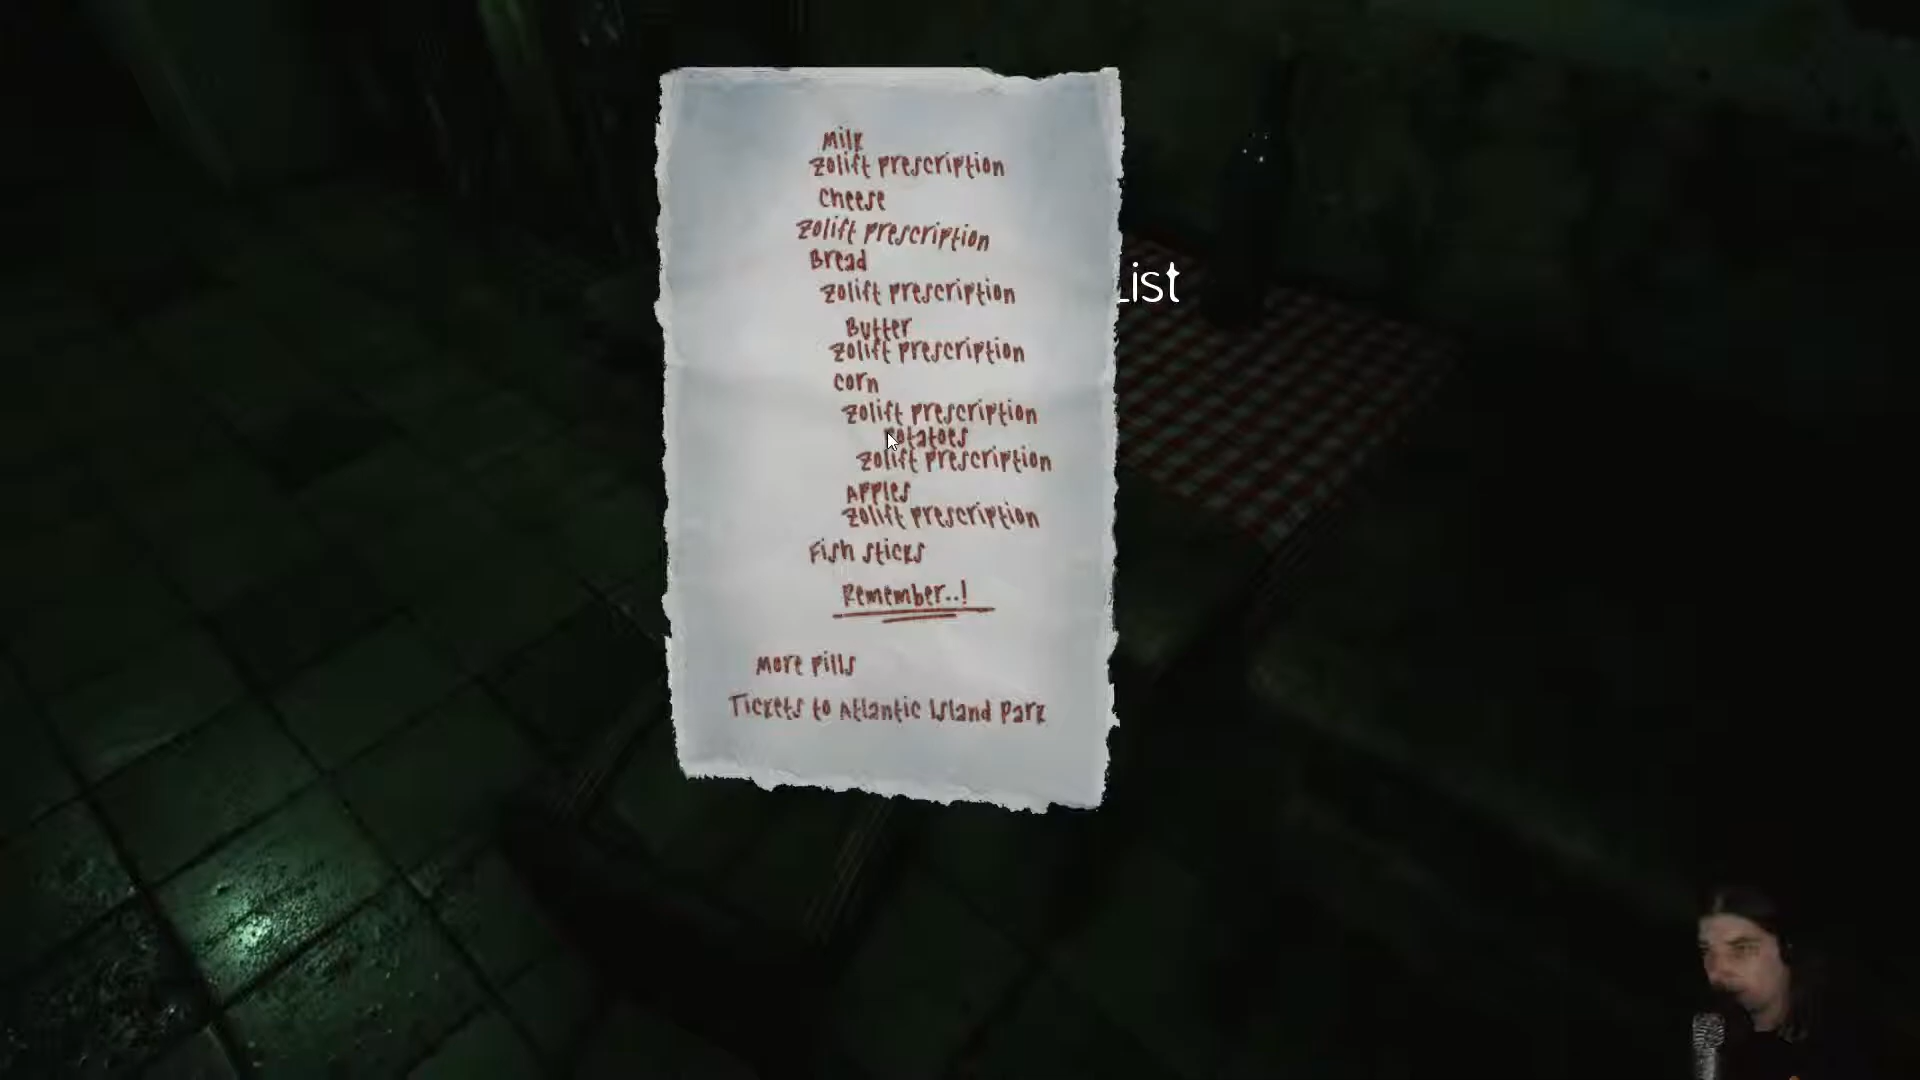 Milk
Zolift prescription
Cheese
Zolift prescription
Bread
Zolift prescription
Butter
Zolift prescription
Corn
Zolift prescription
Potatoes
Zolift prescription
Apples
Zolift prescription
Fish sticks
Remember..!
More pills
Tickets to Atlantic Island Park
List